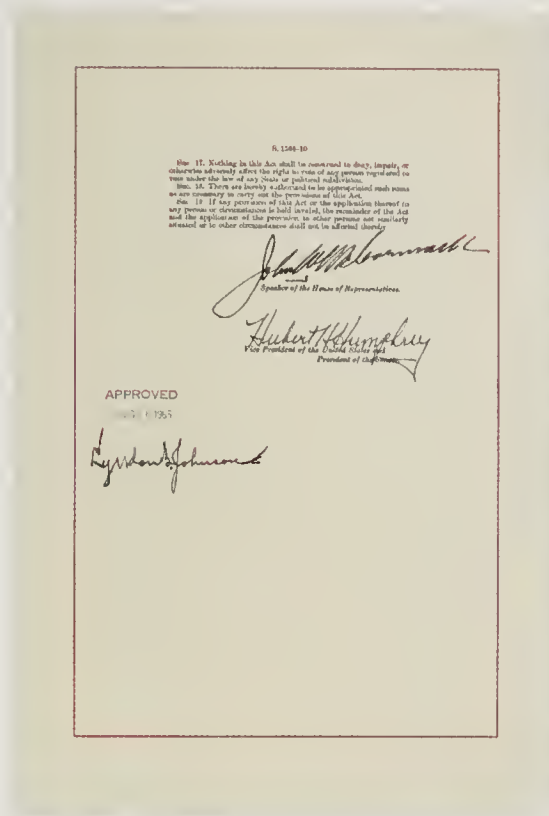 S. 1564-10
Sec. 17. Nothing in this Act shall be construed to deny, impair, or
otherwise adversely affect the right to vote of any person registered to
vote under the law of any State or political subdivision.
Sec. 18. There are hereby authorized to be appropriated such sums
as are necessary to carry out the provisions of this Act.
Sec. 19. If any provision of this Act or the application thereof to
any person or circumstances is held invalid, the remainder of the Act
and the application of the provision to other persons not similarly
situated or to other circumstances shall not be affected thereby.
John W. McCormack
Speaker of the House of Representatives.
Hubert H. Humphrey
Vice President of the United States and
President of the Senate.
APPROVED
1965
Lyndon B. Johnson